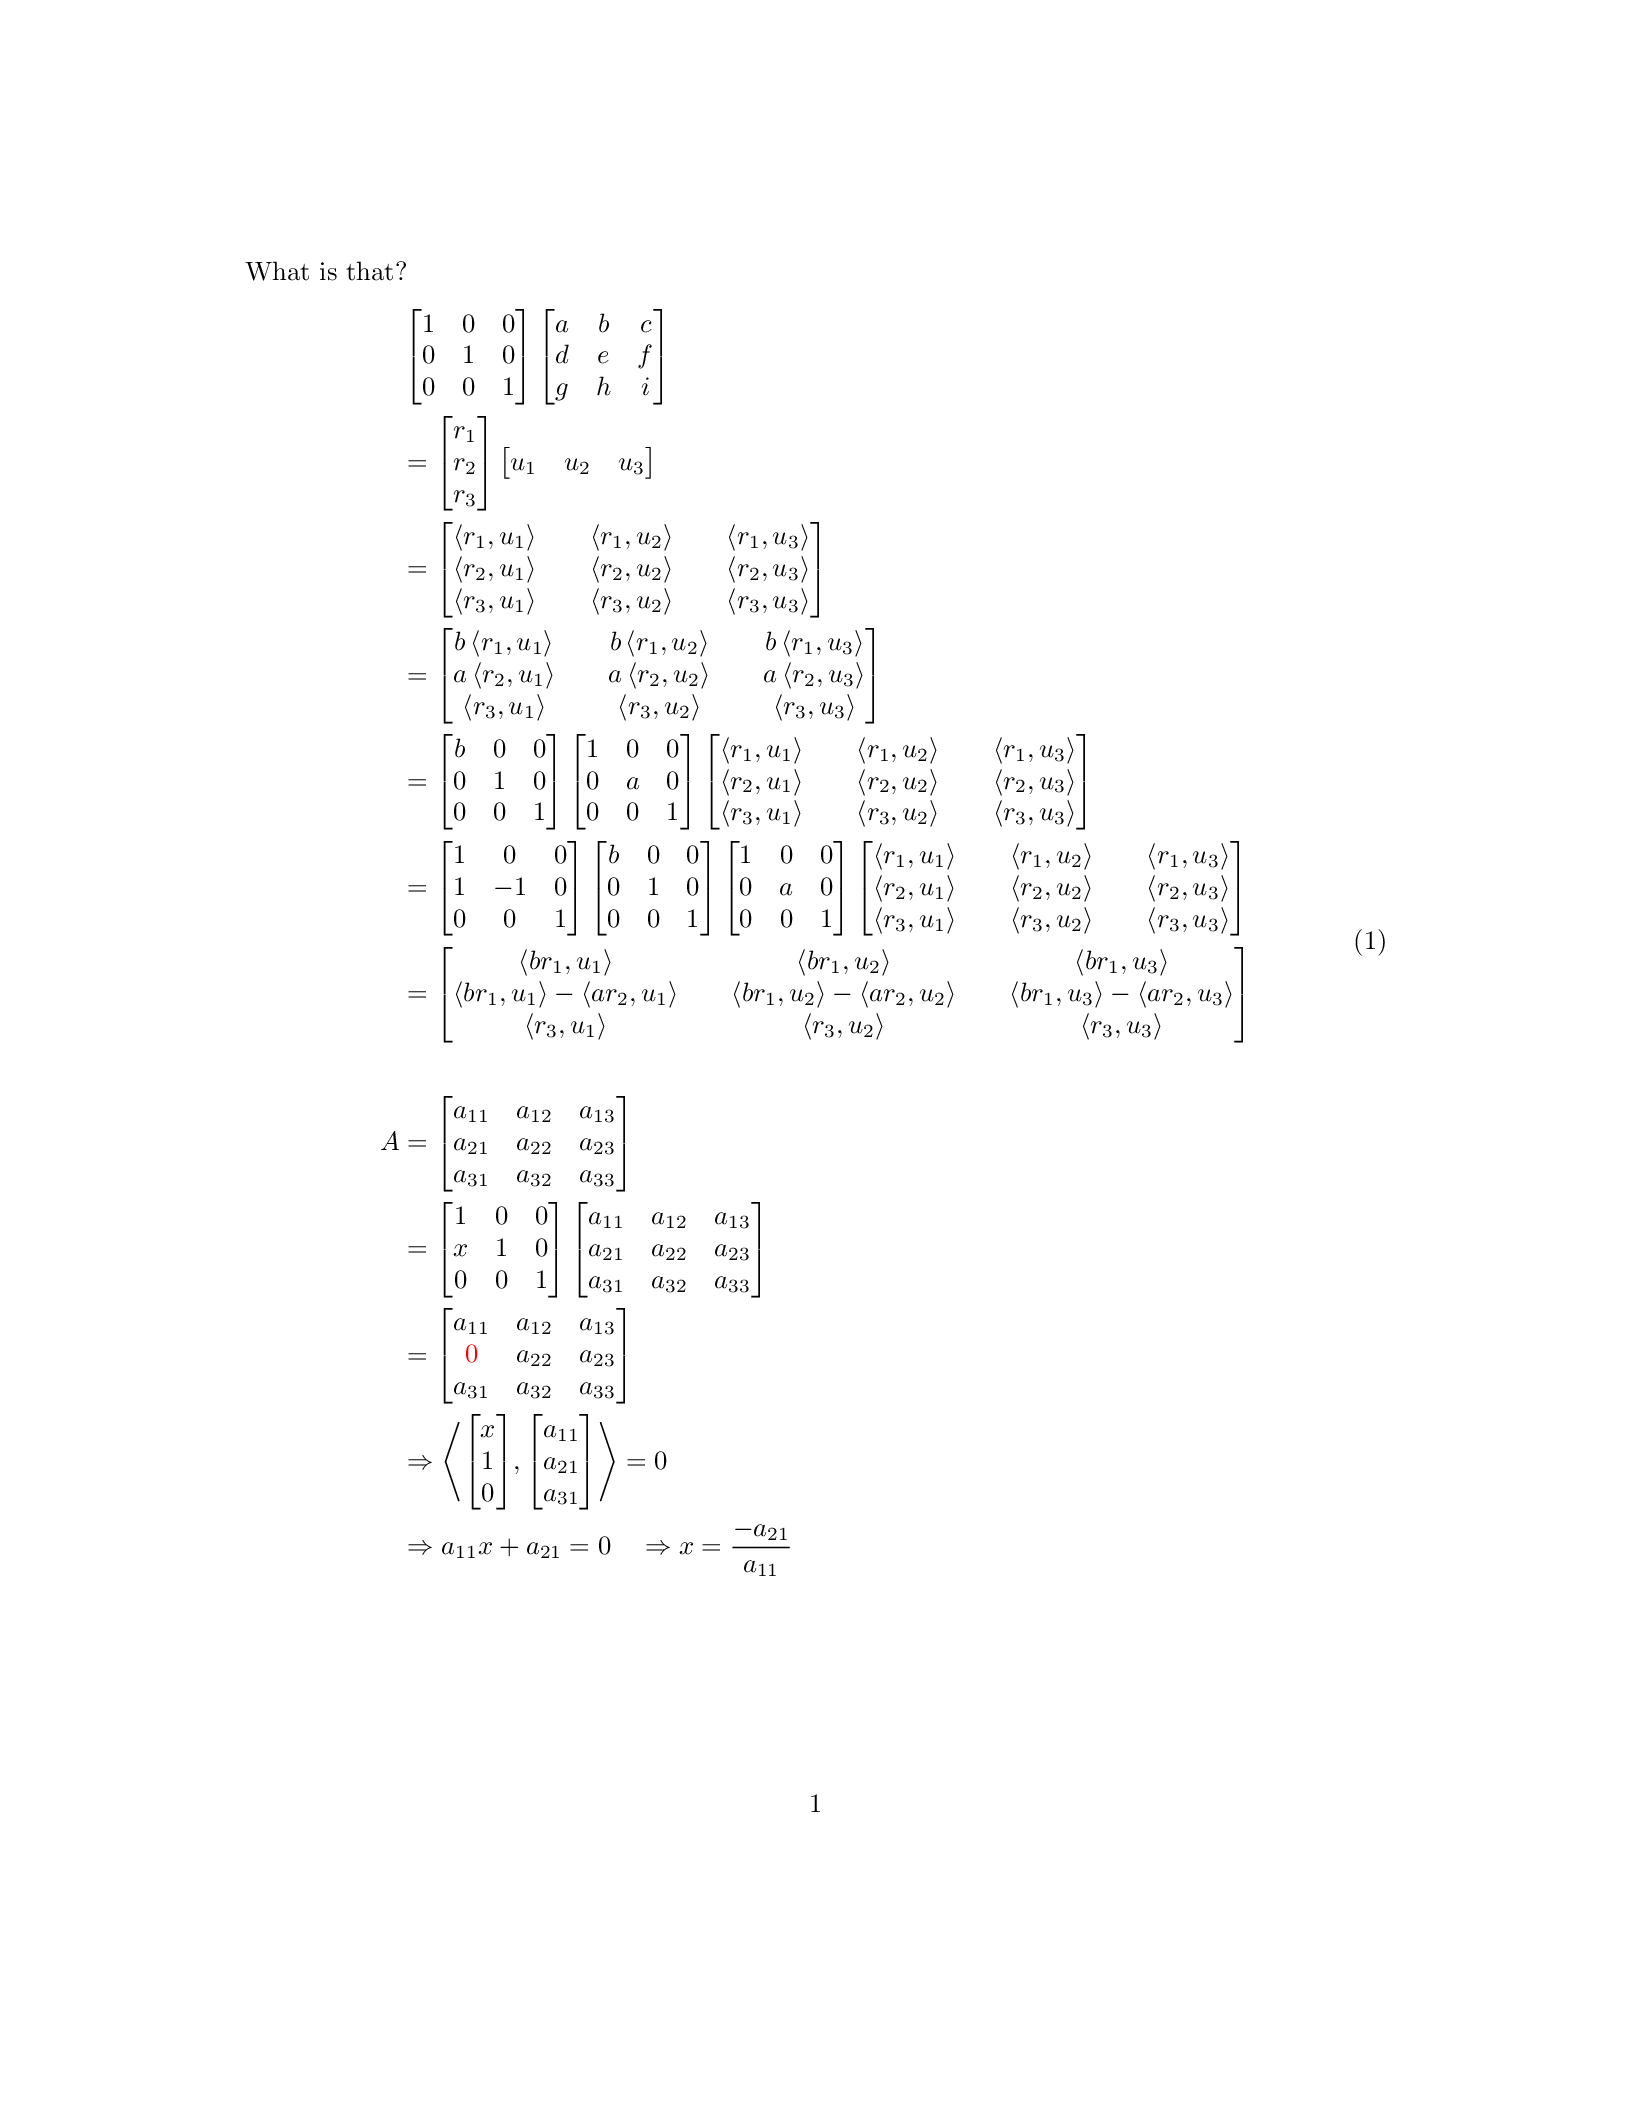 What is that?
\begin{bmatrix} 1 & 0 & 0 \\ 0 & 1 & 0 \\ 0 & 0 & 1 \end{bmatrix} \begin{bmatrix} a & b & c \\ d & e & f \\ g & h & i \end{bmatrix}
= \begin{bmatrix} r_1 \\ r_2 \\ r_3 \end{bmatrix} \begin{bmatrix} u_1 & u_2 & u_3 \end{bmatrix}
= \begin{bmatrix} \langle r_1, u_1 \rangle & \langle r_1, u_2 \rangle & \langle r_1, u_3 \rangle \\ \langle r_2, u_1 \rangle & \langle r_2, u_2 \rangle & \langle r_2, u_3 \rangle \\ \langle r_3, u_1 \rangle & \langle r_3, u_2 \rangle & \langle r_3, u_3 \rangle \end{bmatrix}
= \begin{bmatrix} b \langle r_1, u_1 \rangle & b \langle r_1, u_2 \rangle & b \langle r_1, u_3 \rangle \\ a \langle r_2, u_1 \rangle & a \langle r_2, u_2 \rangle & a \langle r_2, u_3 \rangle \\ \langle r_3, u_1 \rangle & \langle r_3, u_2 \rangle & \langle r_3, u_3 \rangle \end{bmatrix}
= \begin{bmatrix} b & 0 & 0 \\ 0 & 1 & 0 \\ 0 & 0 & 1 \end{bmatrix} \begin{bmatrix} 1 & 0 & 0 \\ 0 & a & 0 \\ 0 & 0 & 1 \end{bmatrix} \begin{bmatrix} \langle r_1, u_1 \rangle & \langle r_1, u_2 \rangle & \langle r_1, u_3 \rangle \\ \langle r_2, u_1 \rangle & \langle r_2, u_2 \rangle & \langle r_2, u_3 \rangle \\ \langle r_3, u_1 \rangle & \langle r_3, u_2 \rangle & \langle r_3, u_3 \rangle \end{bmatrix}
= \begin{bmatrix} 1 & 0 & 0 \\ 1 & -1 & 0 \\ 0 & 0 & 1 \end{bmatrix} \begin{bmatrix} b & 0 & 0 \\ 0 & 1 & 0 \\ 0 & 0 & 1 \end{bmatrix} \begin{bmatrix} 1 & 0 & 0 \\ 0 & a & 0 \\ 0 & 0 & 1 \end{bmatrix} \begin{bmatrix} \langle r_1, u_1 \rangle & \langle r_1, u_2 \rangle & \langle r_1, u_3 \rangle \\ \langle r_2, u_1 \rangle & \langle r_2, u_2 \rangle & \langle r_2, u_3 \rangle \\ \langle r_3, u_1 \rangle & \langle r_3, u_2 \rangle & \langle r_3, u_3 \rangle \end{bmatrix}
(1)
= \begin{bmatrix} \langle br_1, u_1 \rangle & \langle br_1, u_2 \rangle & \langle br_1, u_3 \rangle \\ \langle br_1, u_1 \rangle - \langle ar_2, u_1 \rangle & \langle br_1, u_2 \rangle - \langle ar_2, u_2 \rangle & \langle br_1, u_3 \rangle - \langle ar_2, u_3 \rangle \\ \langle r_3, u_1 \rangle & \langle r_3, u_2 \rangle & \langle r_3, u_3 \rangle \end{bmatrix}
A = \begin{bmatrix} a_{11} & a_{12} & a_{13} \\ a_{21} & a_{22} & a_{23} \\ a_{31} & a_{32} & a_{33} \end{bmatrix}
= \begin{bmatrix} 1 & 0 & 0 \\ x & 1 & 0 \\ 0 & 0 & 1 \end{bmatrix} \begin{bmatrix} a_{11} & a_{12} & a_{13} \\ a_{21} & a_{22} & a_{23} \\ a_{31} & a_{32} & a_{33} \end{bmatrix}
= \begin{bmatrix} a_{11} & a_{12} & a_{13} \\ 0 & a_{22} & a_{23} \\ a_{31} & a_{32} & a_{33} \end{bmatrix}
\Rightarrow \left\langle \begin{bmatrix} x \\ 1 \\ 0 \end{bmatrix}, \begin{bmatrix} a_{11} \\ a_{21} \\ a_{31} \end{bmatrix} \right\rangle = 0
\Rightarrow a_{11}x + a_{21} = 0 \quad \Rightarrow x = \frac{-a_{21}}{a_{11}}
1